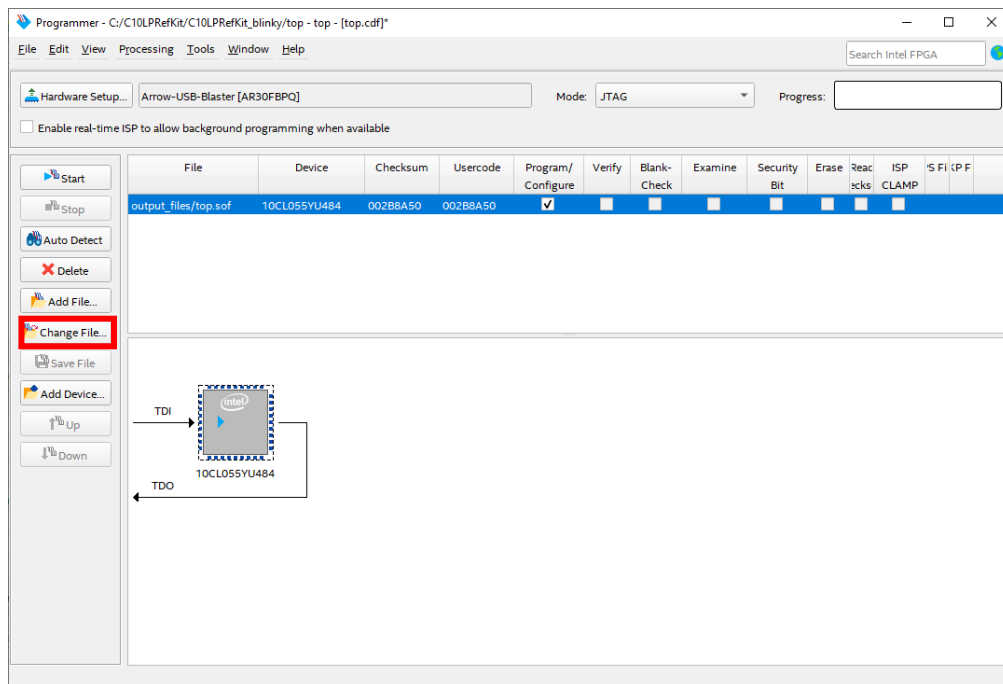 Programmer - C:/C10LPRefKit/C10LPRefKit_blinky/top - top - [top.cdf]*
File Edit View Processing Tools Window Help
Search Intel FPGA
Hardware Setup... Arrow-USB-Blaster [AR30FBPQ] Mode: JTAG Progress:
Enable real-time ISP to allow background programming when available
Start
Stop
Auto Detect
Delete
Add File...
Change File...
Save File
Add Device...
Up
Down
File Device Checksum Usercode Program/ Verify Blank- Examine Security Erase ISP
Configure Check Bit CLAMP
output_files/top.sof 10CL055YU484 002B8A50 002B8A50
TDI
intel
10CL055YU484
TDO